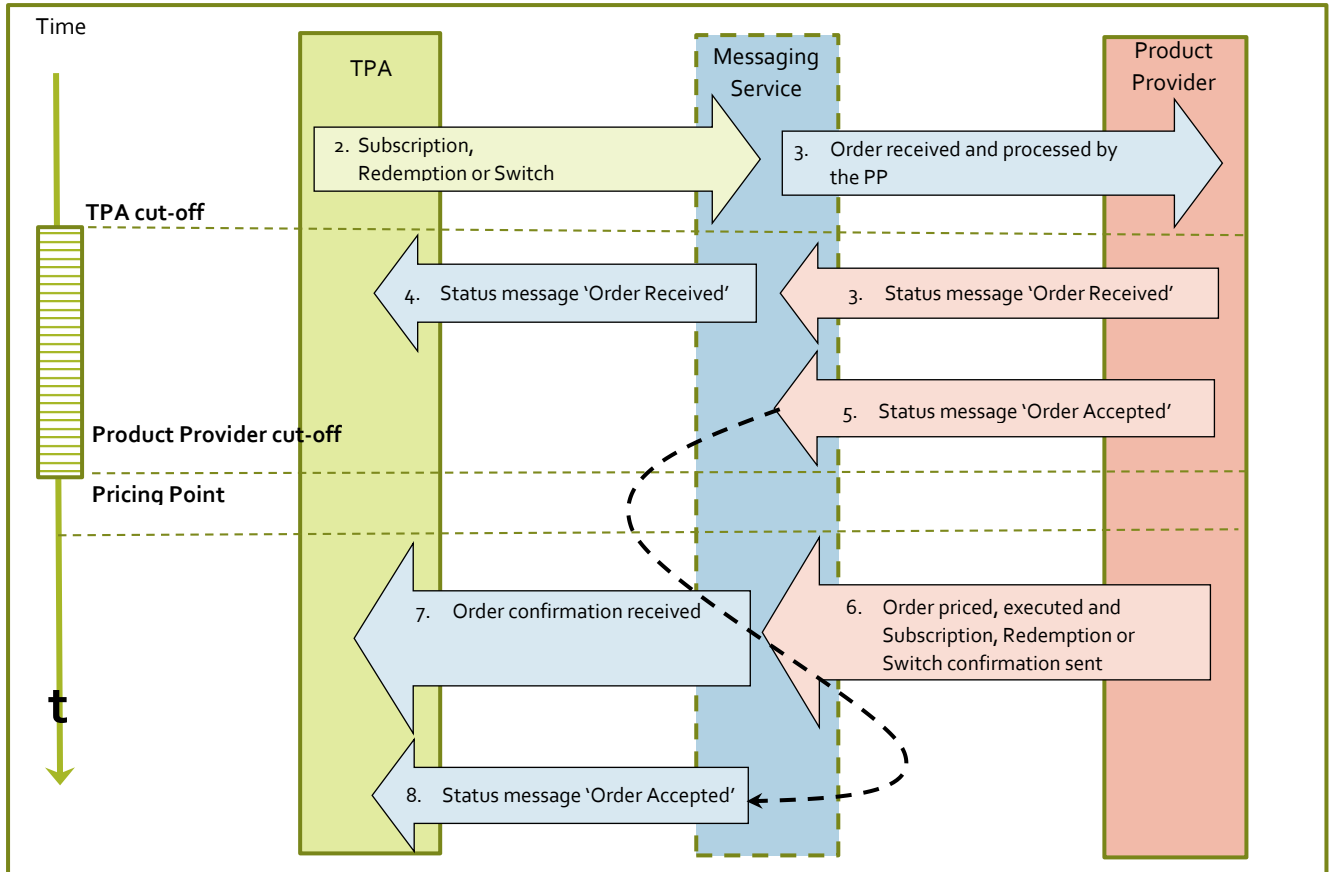 Time
TPA
Messaging
Service
Product
Provider
2. Subscription,
Redemption or Switch
3. Order received and processed by
the PP
TPA cut-off
4. Status message ‘Order Received’
3. Status message ‘Order Received’
5. Status message ‘Order Accepted’
Product Provider cut-off
Pricing Point
7. Order confirmation received
6. Order priced, executed and
Subscription, Redemption or
Switch confirmation sent
t
8. Status message ‘Order Accepted’